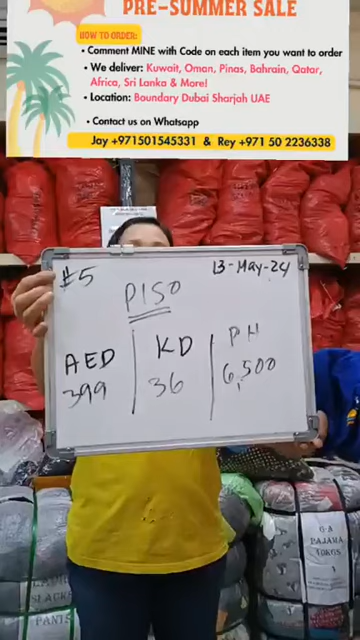 PRE-SUMMER SALE
HOW TO ORDER:
• Comment MINE with Code on each item you want to order
• We deliver: Kuwait, Oman, Pinas, Bahrain, Qatar,
Africa, Sri Lanka & More!
• Location: Boundary Dubai Sharjah UAE
• Contact us on Whatsapp
Jay +971501545331 & Rey +971 50 2236338
#5
13-May-24
PISO
AED
KD
PH
399
36
6,500
G-A
PAJAMA
PANTS